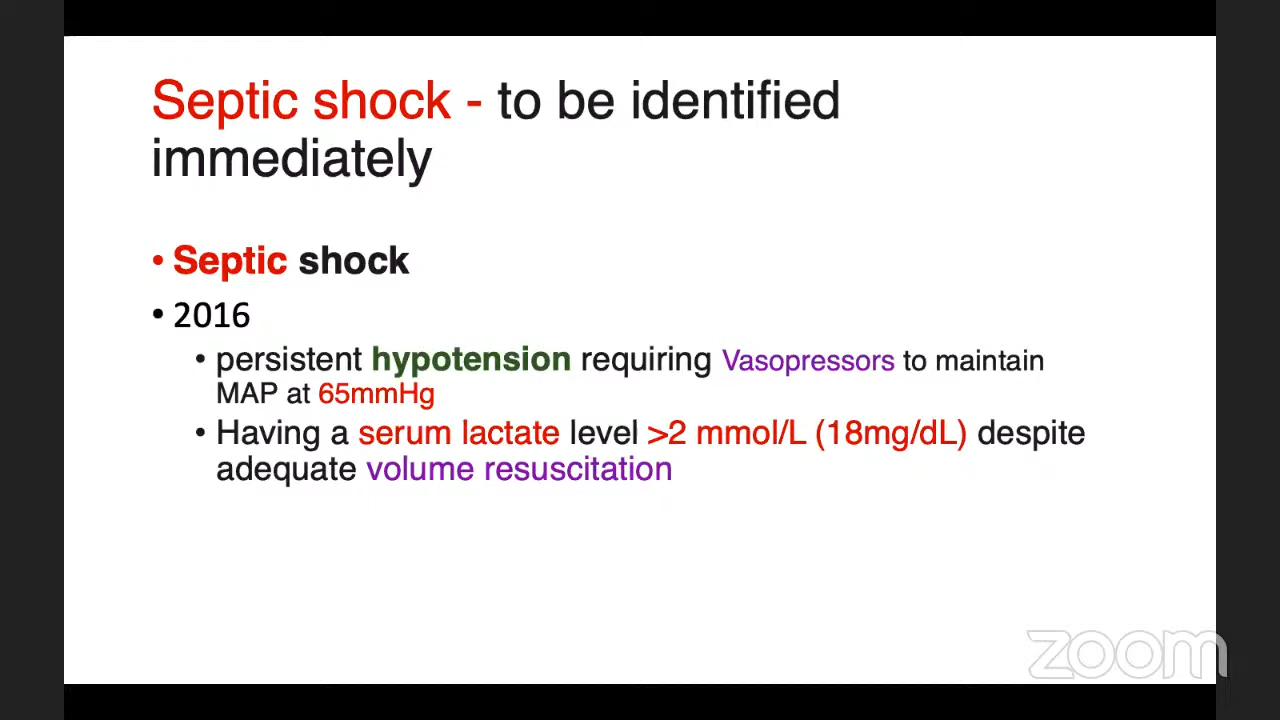 Septic shock - to be identified
immediately
• Septic shock
• 2016
• persistent hypotension requiring Vasopressors to maintain
MAP at 65mmHg
• Having a serum lactate level >2 mmol/L (18mg/dL) despite
adequate volume resuscitation
zoom